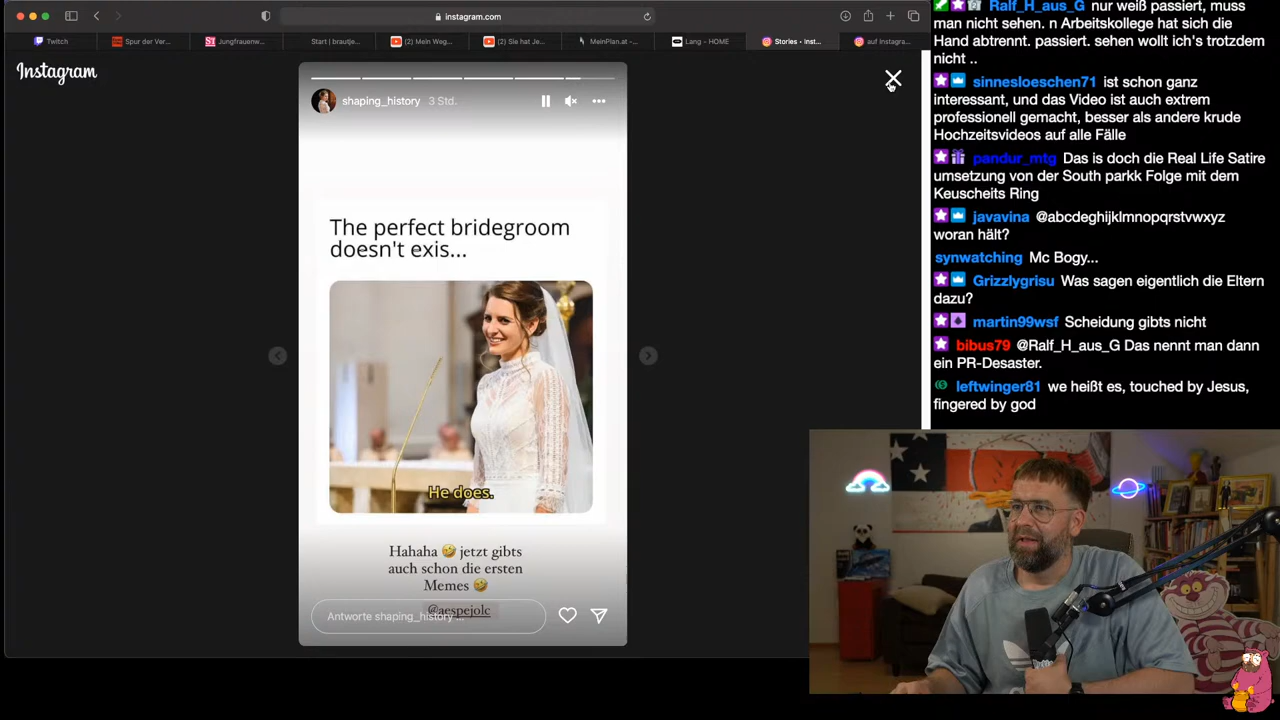 instagram.com
Twitch
Spur der Ver...
Jungfrauenw...
Start | brautje...
(2) Mein Weg...
(2) Sie hat Je...
MeinPlan.at -...
Lang - HOME
Stories • Inst...
auf Instagra...
Instagram
shaping_history 3 Std.
The perfect bridegroom
doesn't exis...
He does.
Hahaha 🤣 jetzt gibts
auch schon die ersten
Memes 🤣
@aespejolc
Antworte shaping_history ...
Ralf_H_aus_G nur weiß passiert, muss
man nicht sehen. n Arbeitskollege hat sich die
Hand abtrennt. passiert. sehen wollt ich's trotzdem
nicht ..
sinnesloeschen71 ist schon ganz
interessant, und das Video ist auch extrem
professionell gemacht, besser als andere krude
Hochzeitsvideos auf alle Fälle
pandur_mtg Das is doch die Real Life Satire
umsetzung von der South parkk Folge mit dem
Keuscheits Ring
javavina @abcdeghijklmnopqrstvwxyz
woran hält?
synwatching Mc Bogy...
Grizzlygrisu Was sagen eigentlich die Eltern
dazu?
martin99wsf Scheidung gibts nicht
bibus79 @Ralf_H_aus_G Das nennt man dann
ein PR-Desaster.
leftwinger81 we heißt es, touched by Jesus,
fingered by god